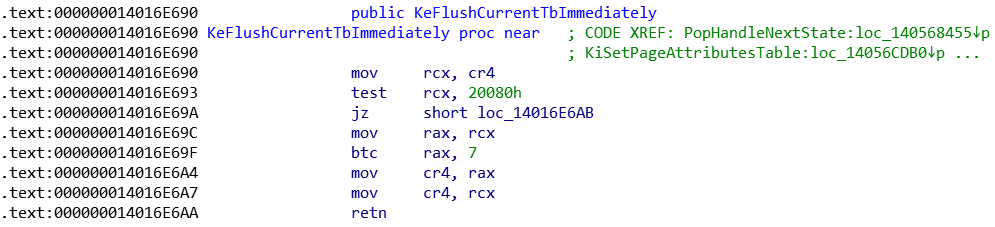 .text:000000014016E690                 public KeFlushCurrentTbImmediately
.text:000000014016E690 KeFlushCurrentTbImmediately proc near   ; CODE XREF: PopHandleNextState:loc_140568455↓p
.text:000000014016E690                                         ; KiSetPageAttributesTable:loc_14056CDB0↓p ...
.text:000000014016E690                 mov     rcx, cr4
.text:000000014016E693                 test    rcx, 20080h
.text:000000014016E69A                 jz      short loc_14016E6AB
.text:000000014016E69C                 mov     rax, rcx
.text:000000014016E69F                 btc     rax, 7
.text:000000014016E6A4                 mov     cr4, rax
.text:000000014016E6A7                 mov     cr4, rcx
.text:000000014016E6AA                 retn